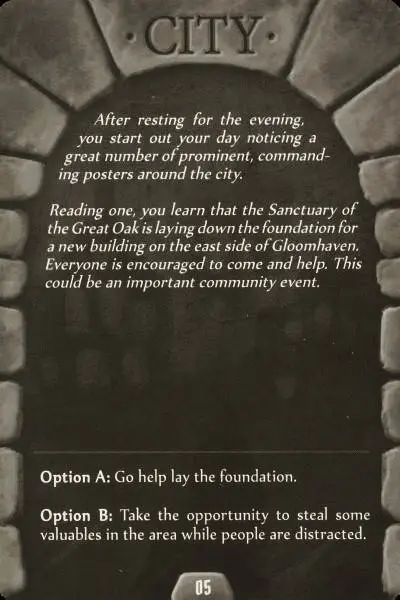 · CITY ·
After resting for the evening,
you start out your day noticing a
great number of prominent, command-
ing posters around the city.
Reading one, you learn that the Sanctuary of
the Great Oak is laying down the foundation for
a new building on the east side of Gloomhaven.
Everyone is encouraged to come and help. This
could be an important community event.
Option A: Go help lay the foundation.
Option B: Take the opportunity to steal some
valuables in the area while people are distracted.
05